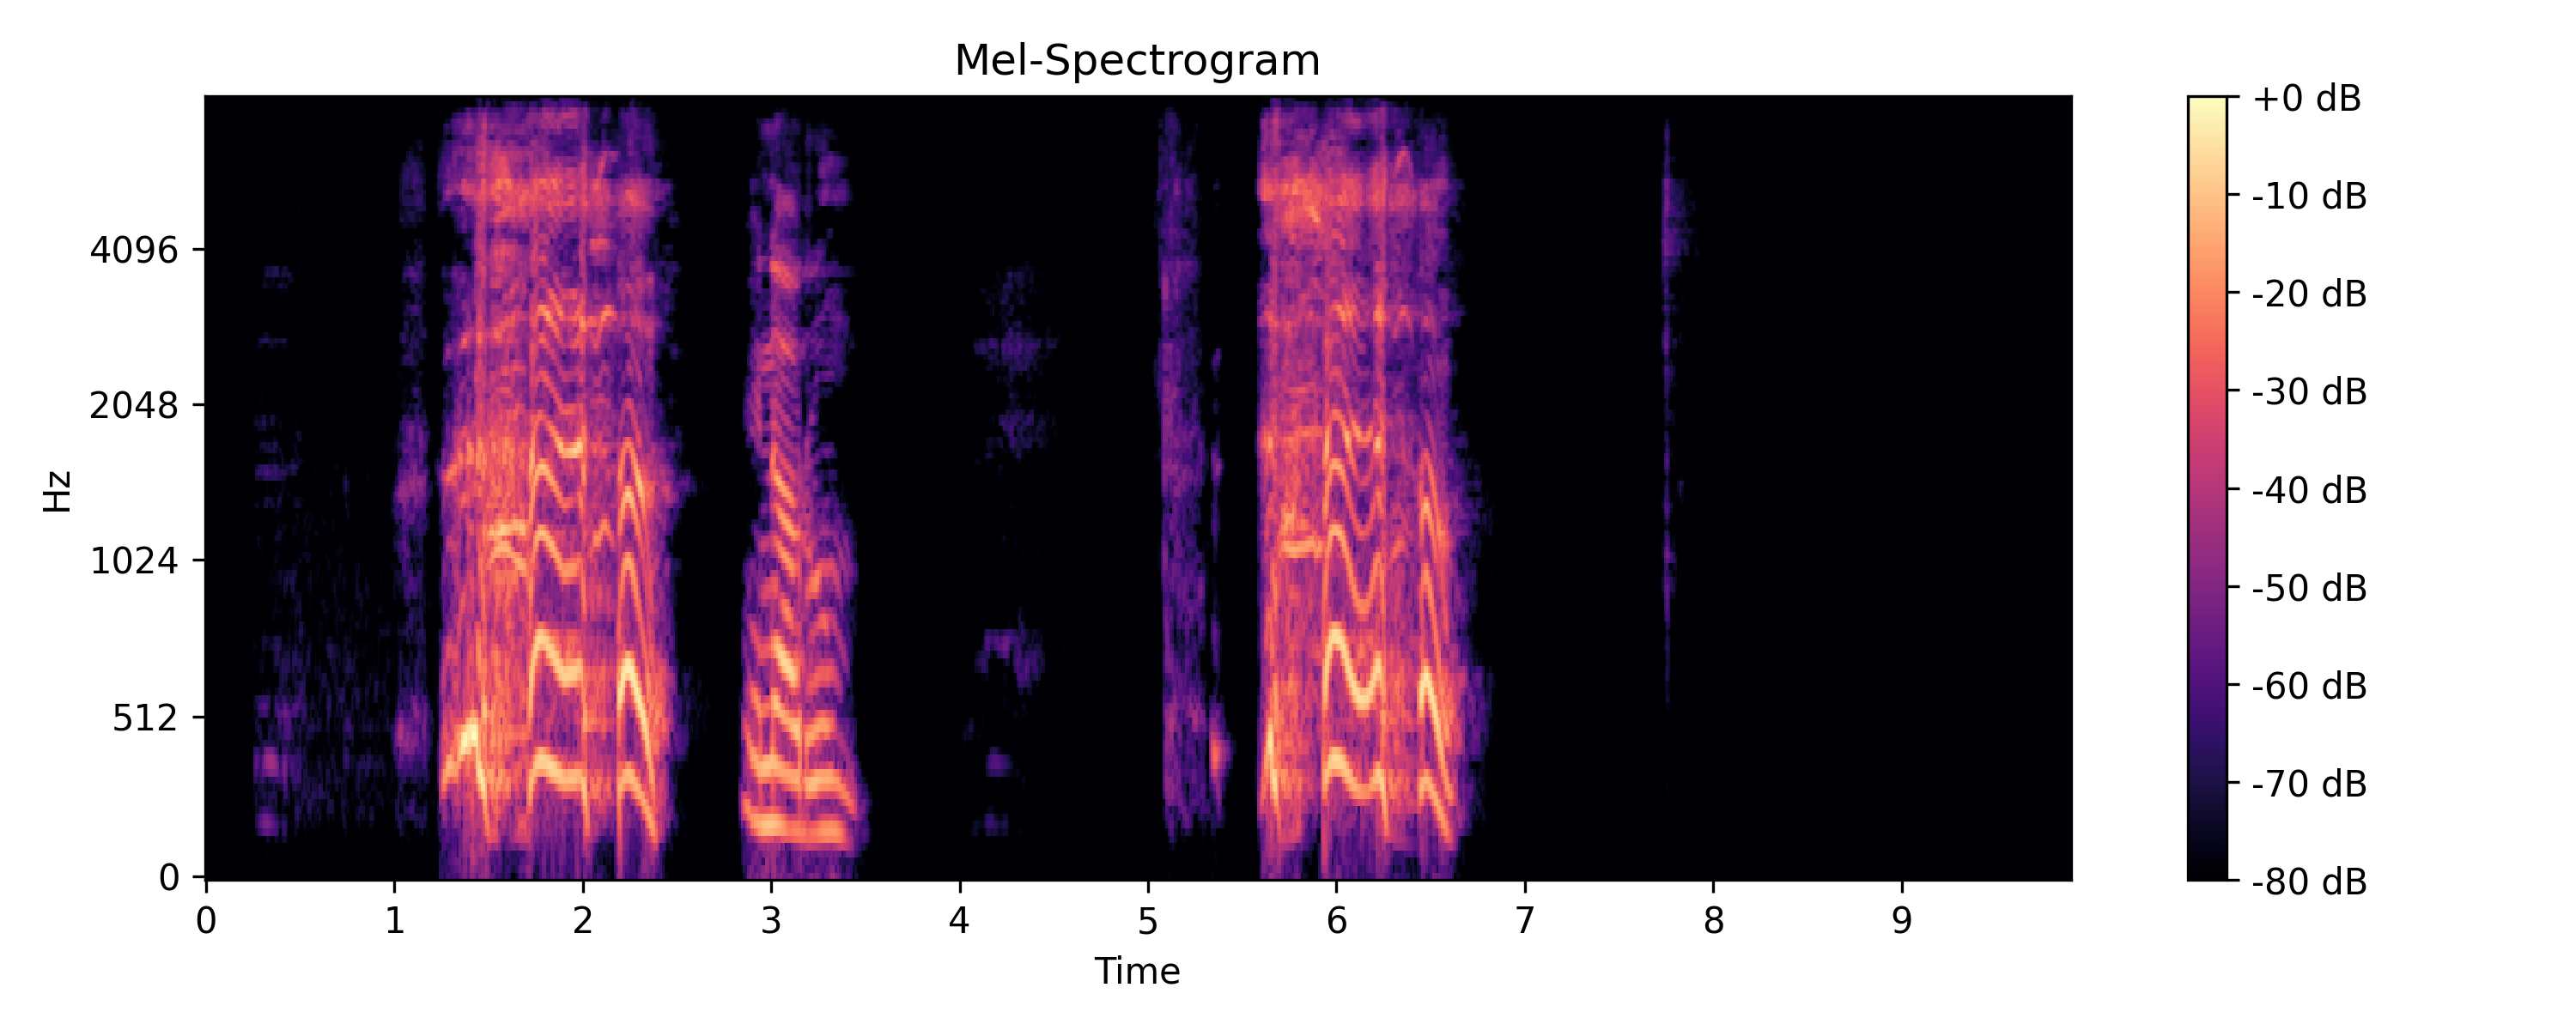 Mel-Spectrogram
+0 dB
-10 dB
-20 dB
-30 dB
-40 dB
-50 dB
-60 dB
-70 dB
-80 dB
4096
2048
1024
512
0
Hz
0 1 2 3 4 5 6 7 8 9
Time